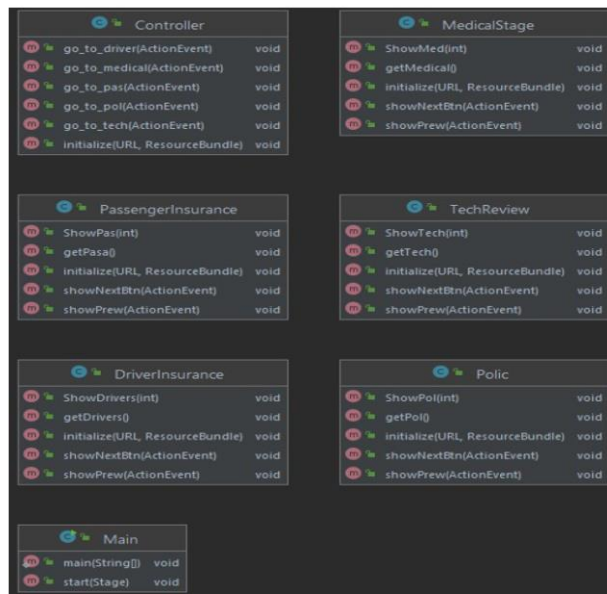 Controller
go_to_driver(ActionEvent) void
go_to_medical(ActionEvent) void
go_to_pas(ActionEvent) void
go_to_pol(ActionEvent) void
go_to_tech(ActionEvent) void
initialize(URL, ResourceBundle) void
MedicalStage
ShowMed(int) void
getMedical() void
initialize(URL, ResourceBundle) void
showNextBtn(ActionEvent) void
showPrew(ActionEvent) void
PassengerInsurance
ShowPas(int) void
getPasa() void
initialize(URL, ResourceBundle) void
showNextBtn(ActionEvent) void
showPrew(ActionEvent) void
TechReview
ShowTech(int) void
getTech() void
initialize(URL, ResourceBundle) void
showNextBtn(ActionEvent) void
showPrew(ActionEvent) void
DriverInsurance
ShowDrivers(int) void
getDrivers() void
initialize(URL, ResourceBundle) void
showNextBtn(ActionEvent) void
showPrew(ActionEvent) void
Polic
ShowPol(int) void
getPol() void
initialize(URL, ResourceBundle) void
showNextBtn(ActionEvent) void
showPrew(ActionEvent) void
Main
main(String[]) void
start(Stage) void